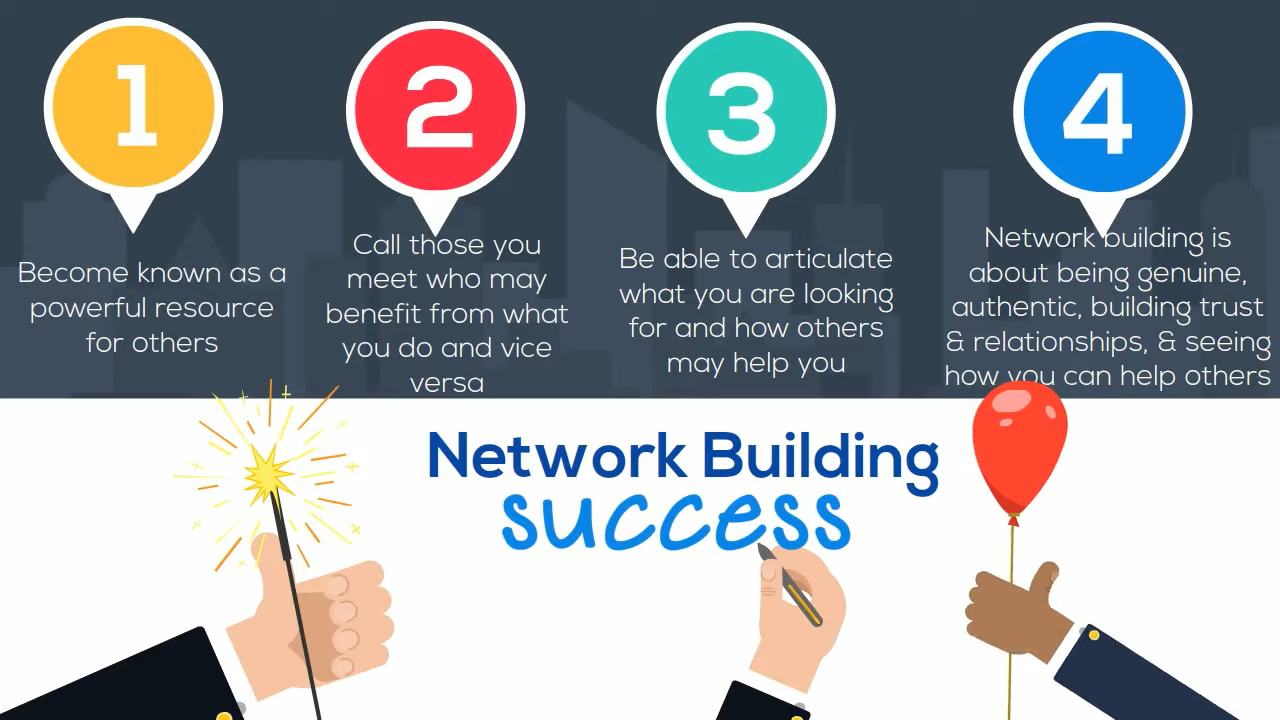 1
Become known as a
powerful resource
for others
2
Call those you
meet who may
benefit from what
you do and vice
versa
3
Be able to articulate
what you are looking
for and how others
may help you
4
Network building is
about being genuine,
authentic, building trust
& relationships, & seeing
how you can help others
Network Building
success